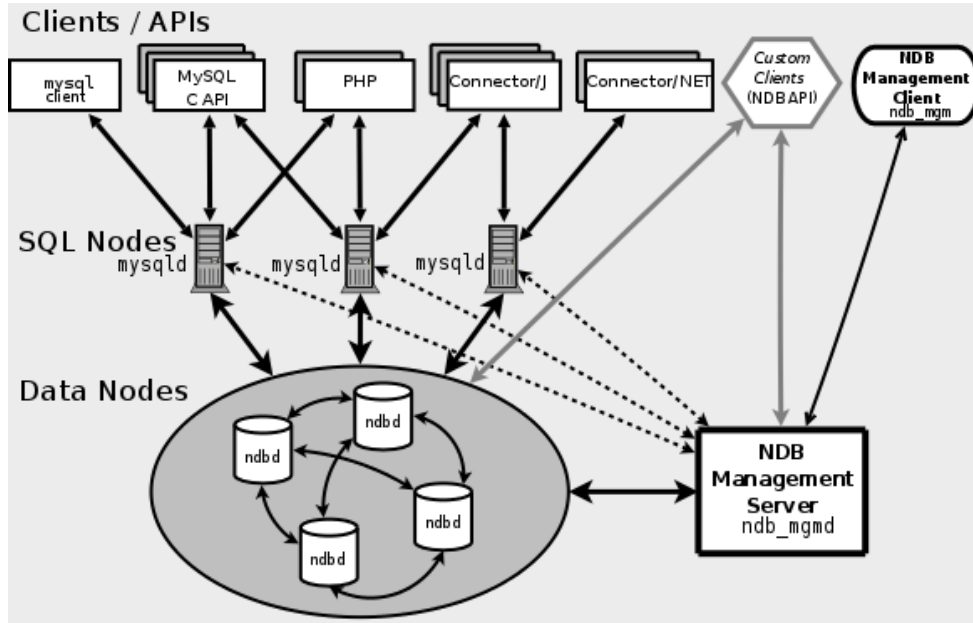 Clients / APIs
mysql
client
MySQL
C API
PHP
Connector/J
Connector/NET
Custom
Clients
(NDBAPI)
NDB
Management
Client
ndb_mgm
SQL Nodes
mysqld
mysqld
mysqld
Data Nodes
ndbd
ndbd
ndbd
ndbd
NDB
Management
Server
ndb_mgmd